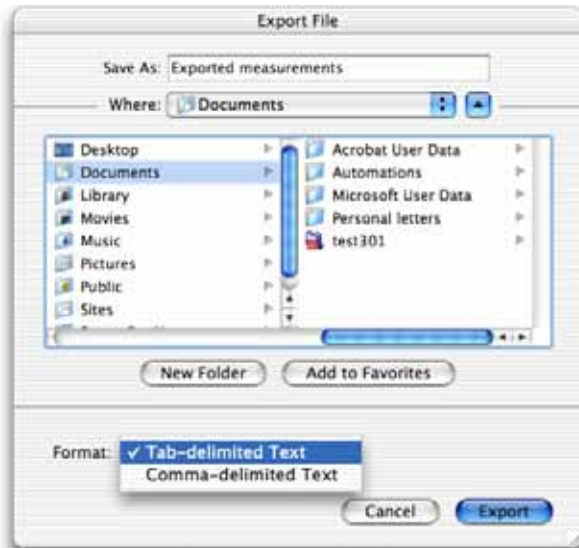 Export File
Save As: Exported measurements
Where: Documents
Desktop
Documents
Library
Movies
Music
Pictures
Public
Sites
Acrobat User Data
Automations
Microsoft User Data
Personal letters
test301
New Folder
Add to Favorites
Format: ✓ Tab-delimited Text
Comma-delimited Text
Cancel
Export